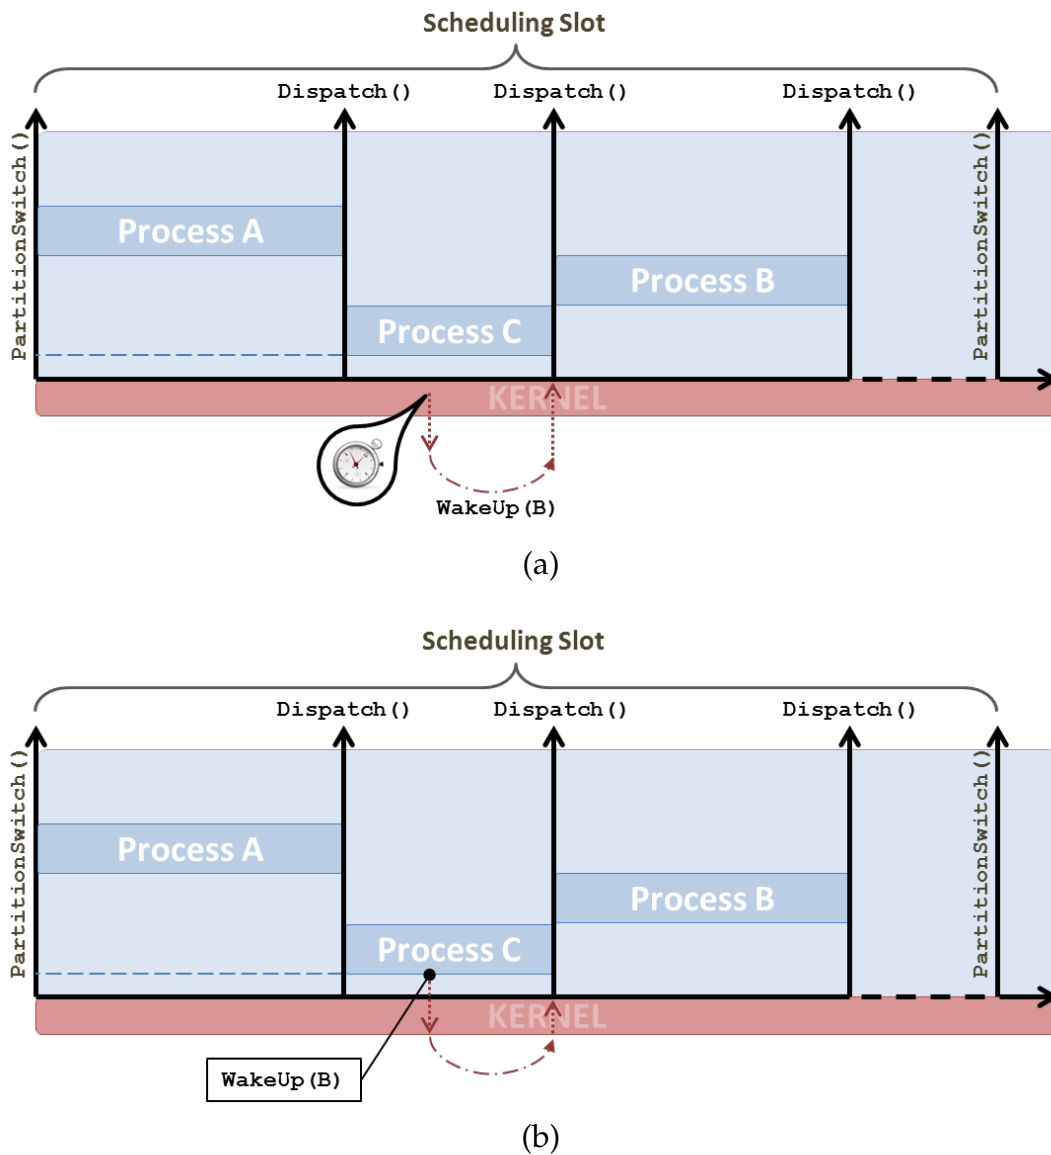 Scheduling Slot
Dispatch() Dispatch() Dispatch()
PartitionSwitch()
Process A
Process B
Process C
PartitionSwitch()
KERNEL
WakeUp(B)
(a)
Scheduling Slot
Dispatch() Dispatch() Dispatch()
PartitionSwitch()
Process A
Process B
Process C
PartitionSwitch()
KERNEL
WakeUp(B)
(b)